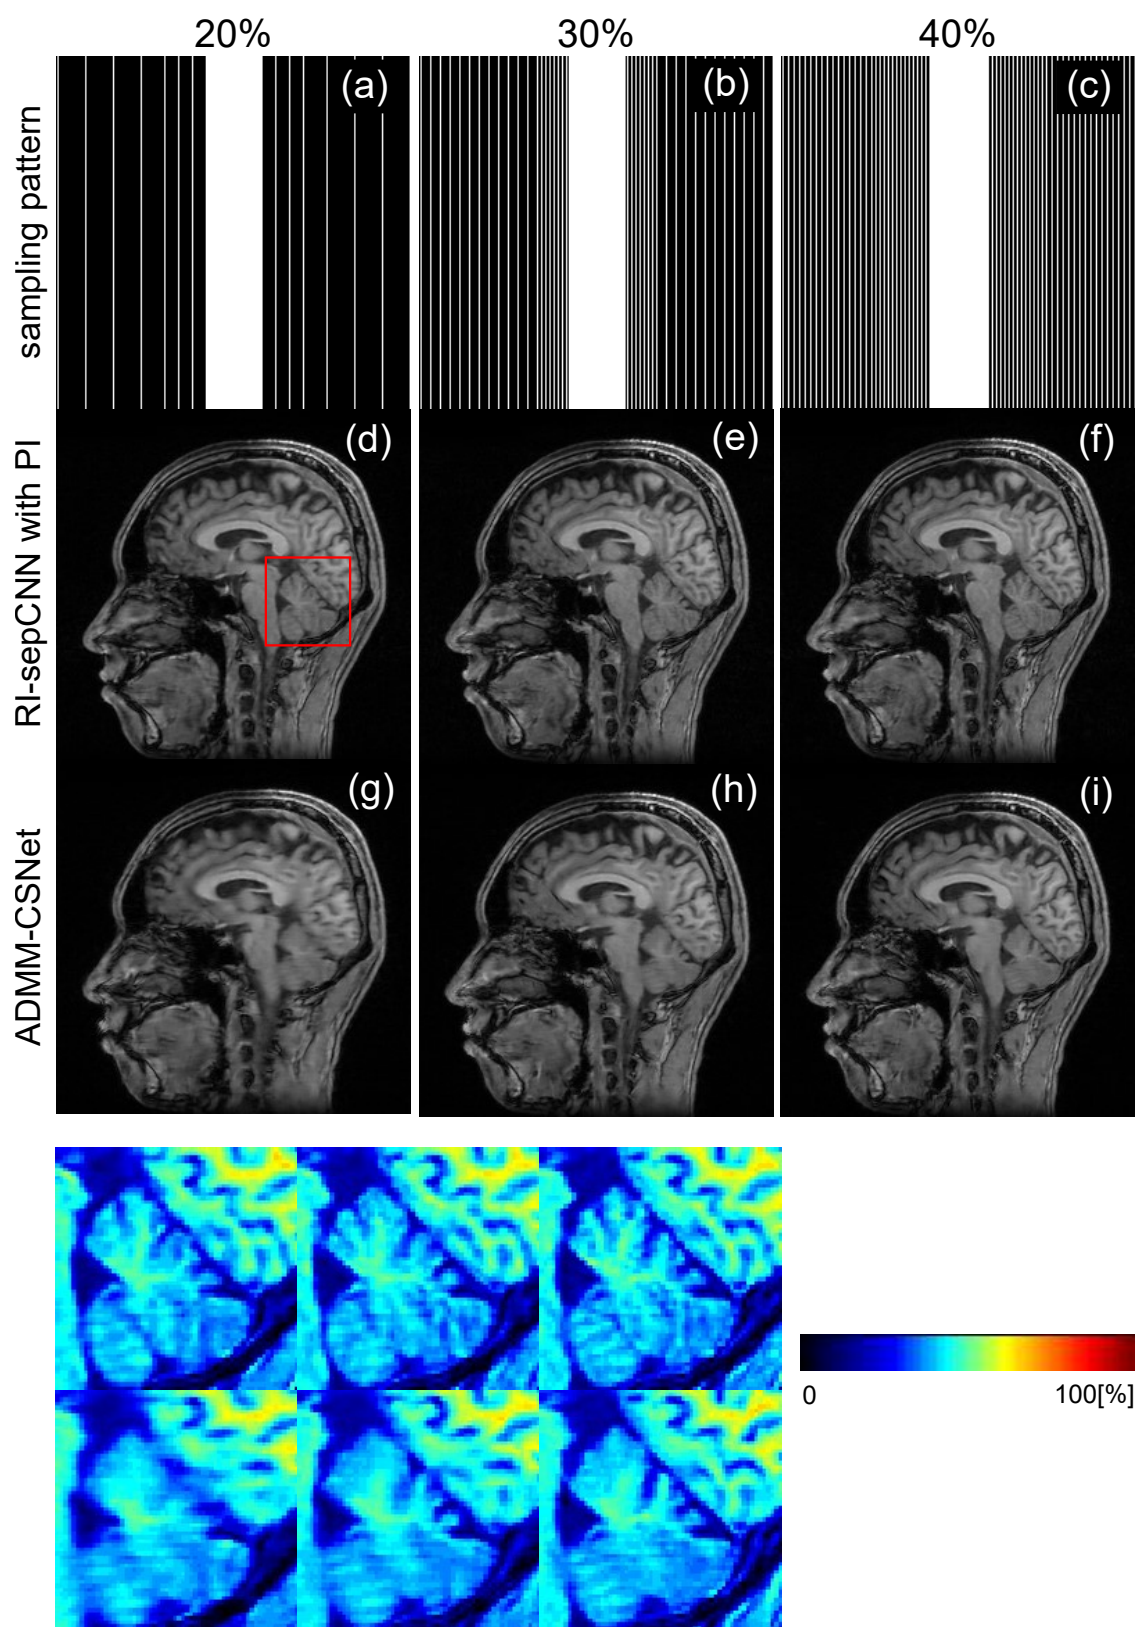 20%
30%
40%
sampling pattern
(a)
(b)
(c)
RI-sepCNN with PI
(d)
(e)
(f)
ADMM-CSNet
(g)
(h)
(i)
0
100[%]